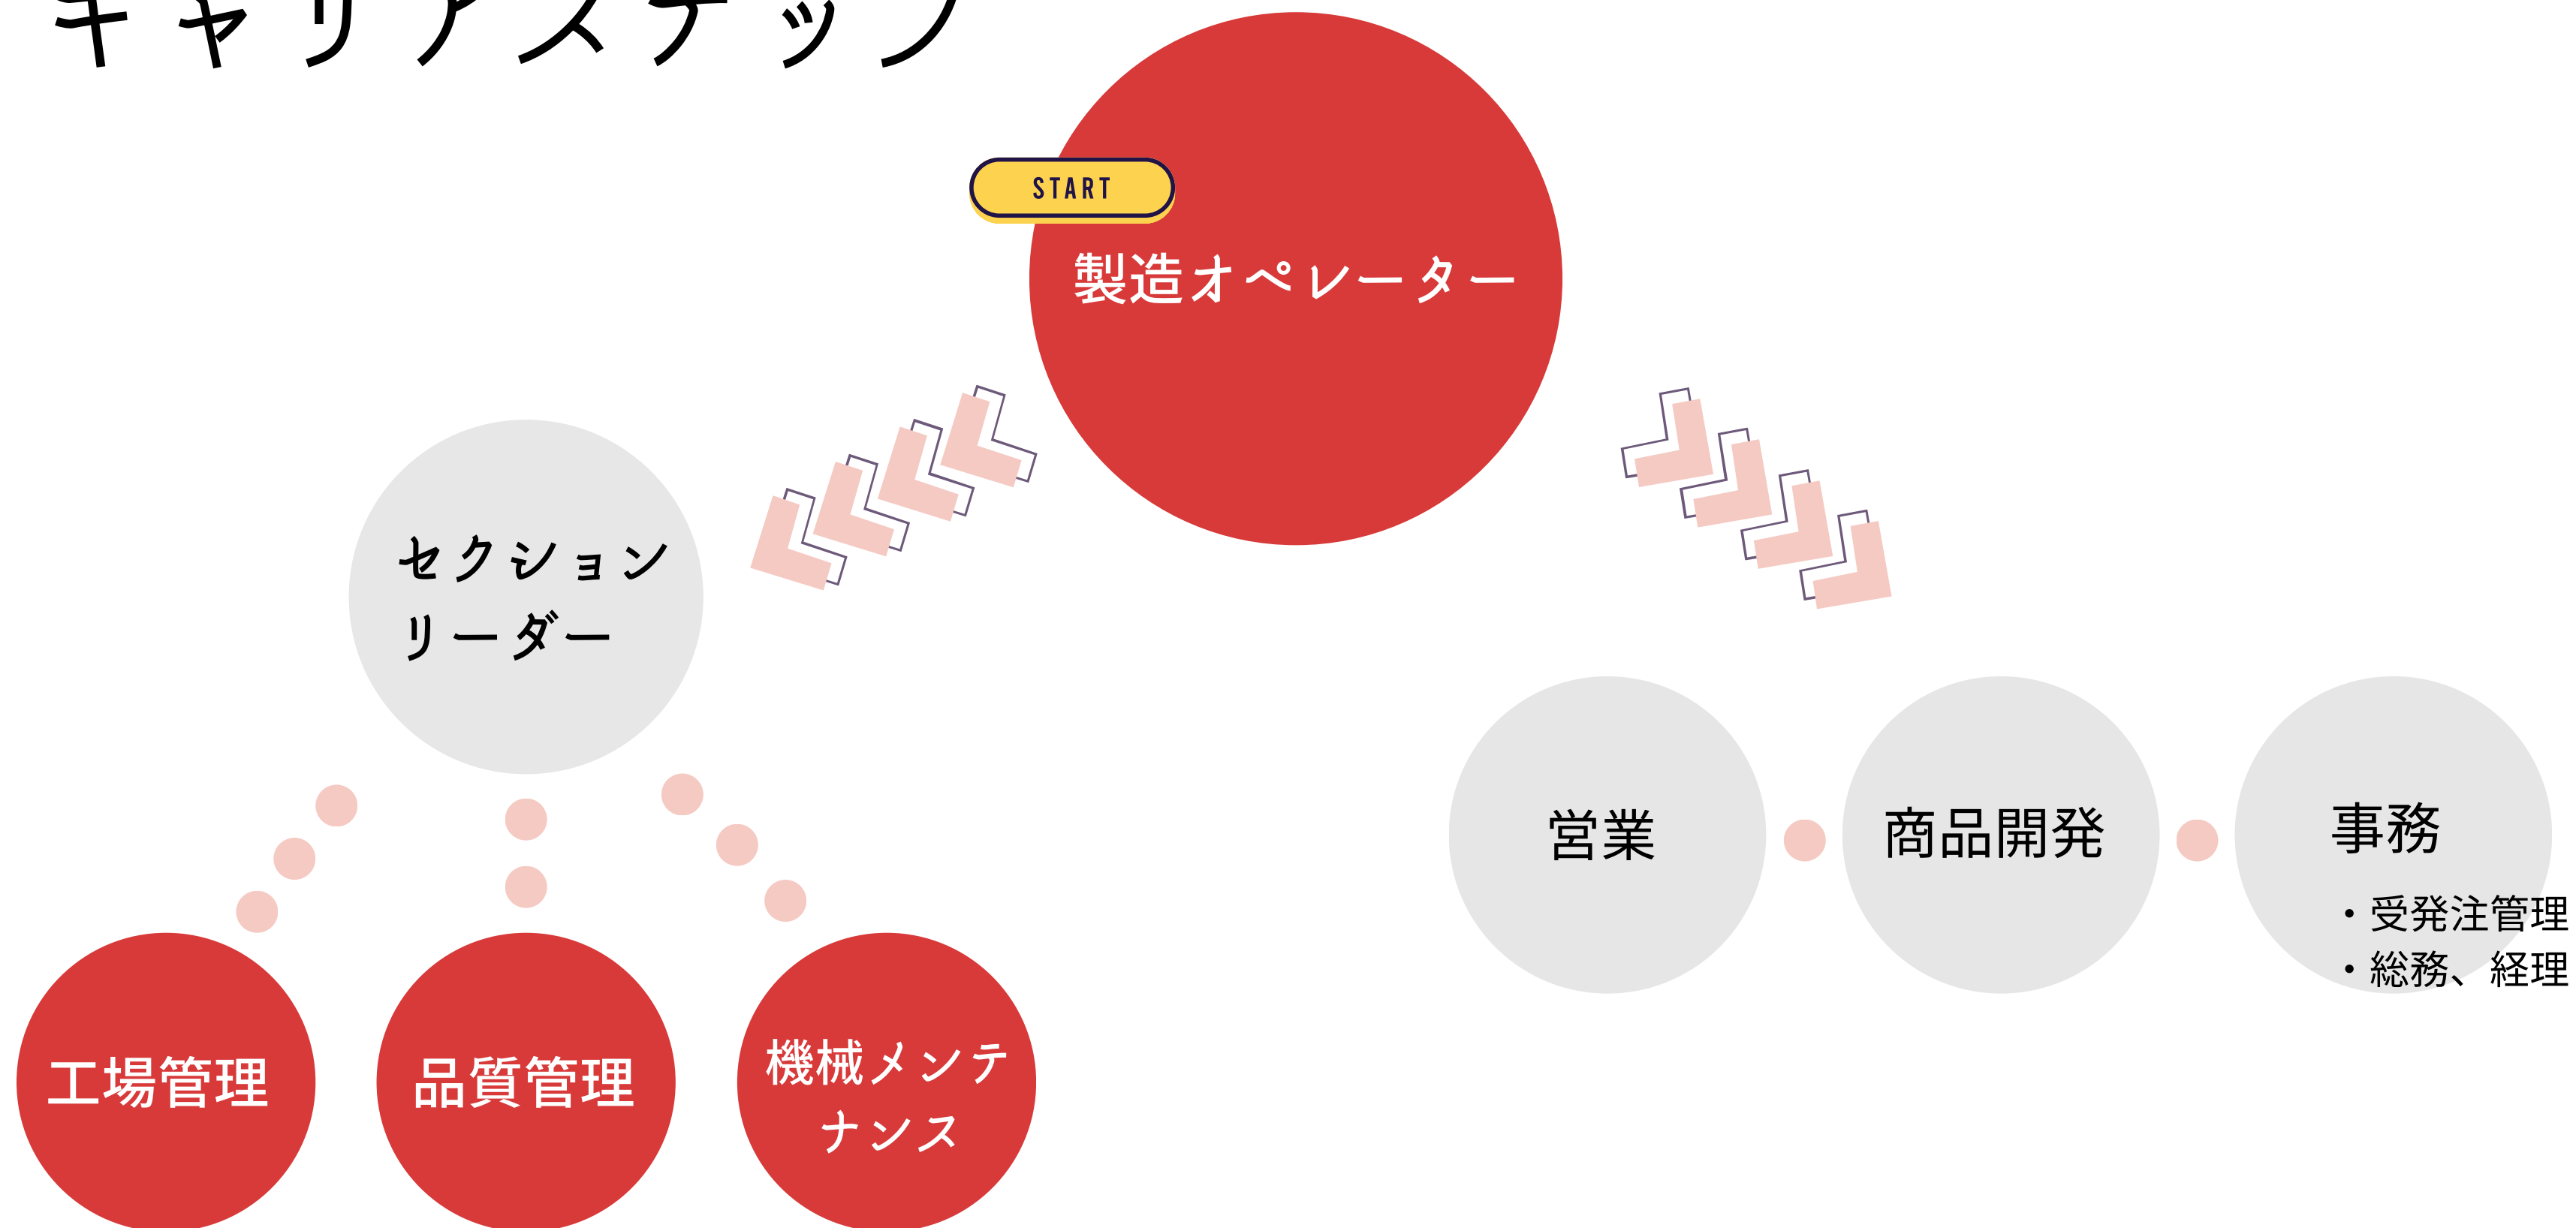 キャリアステップ
START
製造オペレーター
セクション
リーダー
営業
商品開発
事務
・受発注管理
・総務、経理
工場管理
品質管理
機械メンテ
ナンス